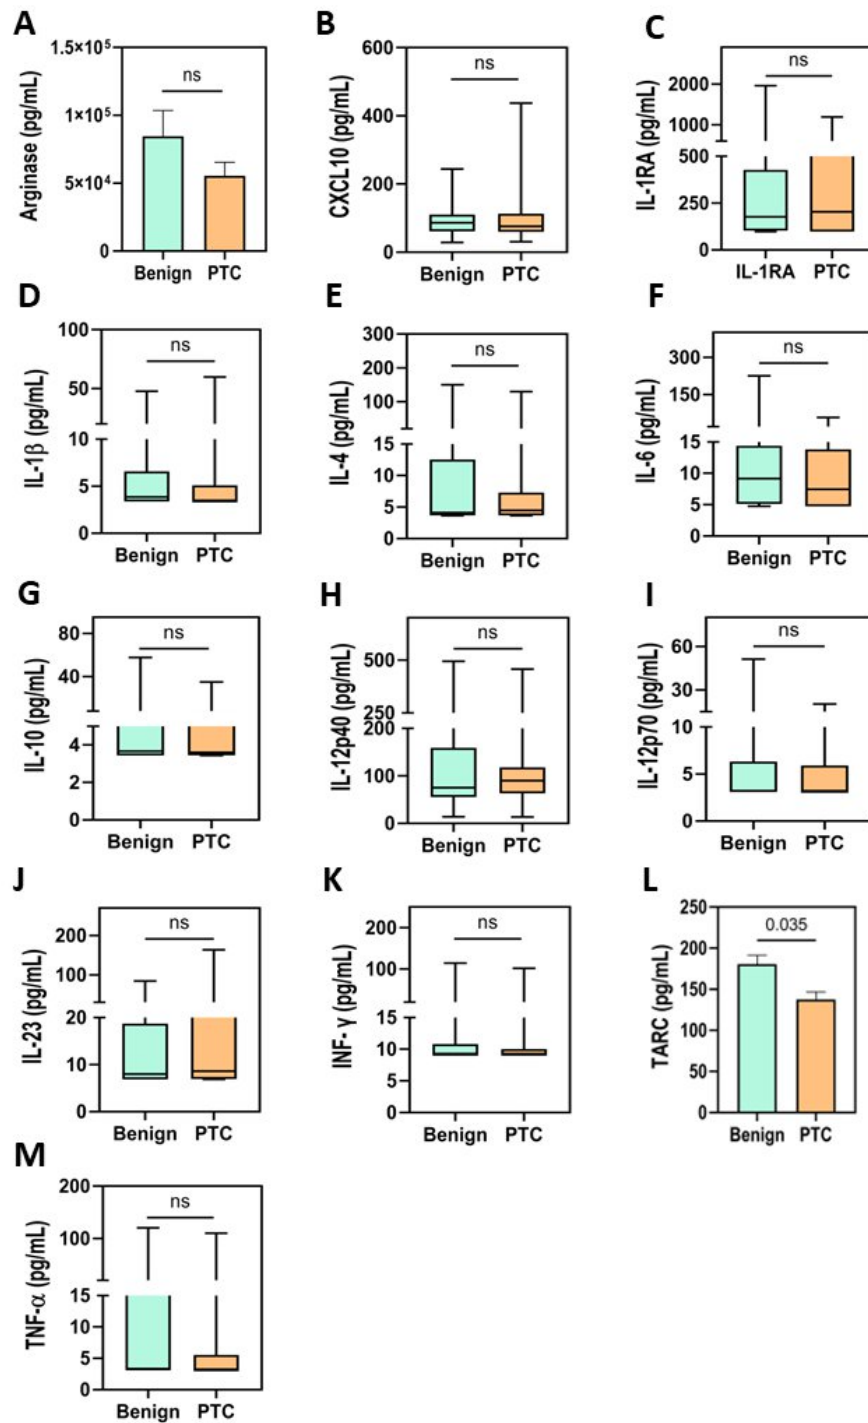 A
B
C
Arginase (pg/mL)
1.5×10⁵
1×10⁵
5×10⁴
0
ns
Benign PTC
CXCL10 (pg/mL)
600
400
200
0
ns
Benign PTC
IL-1RA (pg/mL)
2000
1000
500
250
0
ns
IL-1RA PTC
D
E
F
IL-1β (pg/mL)
100
50
10
5
0
ns
Benign PTC
IL-4 (pg/mL)
300
200
100
15
10
5
0
ns
Benign PTC
IL-6 (pg/mL)
300
150
15
10
5
0
ns
Benign PTC
G
H
I
IL-10 (pg/mL)
80
40
4
2
0
ns
Benign PTC
IL-12p40 (pg/mL)
500
250
200
100
0
ns
Benign PTC
IL-12p70 (pg/mL)
60
30
10
5
0
ns
Benign PTC
J
K
L
IL-23 (pg/mL)
200
100
20
10
0
ns
Benign PTC
INF- γ (pg/mL)
200
100
15
10
5
0
ns
Benign PTC
TARC (pg/mL)
250
200
150
100
50
0
0.035
Benign PTC
M
TNF-α (pg/mL)
200
100
15
10
5
0
ns
Benign PTC